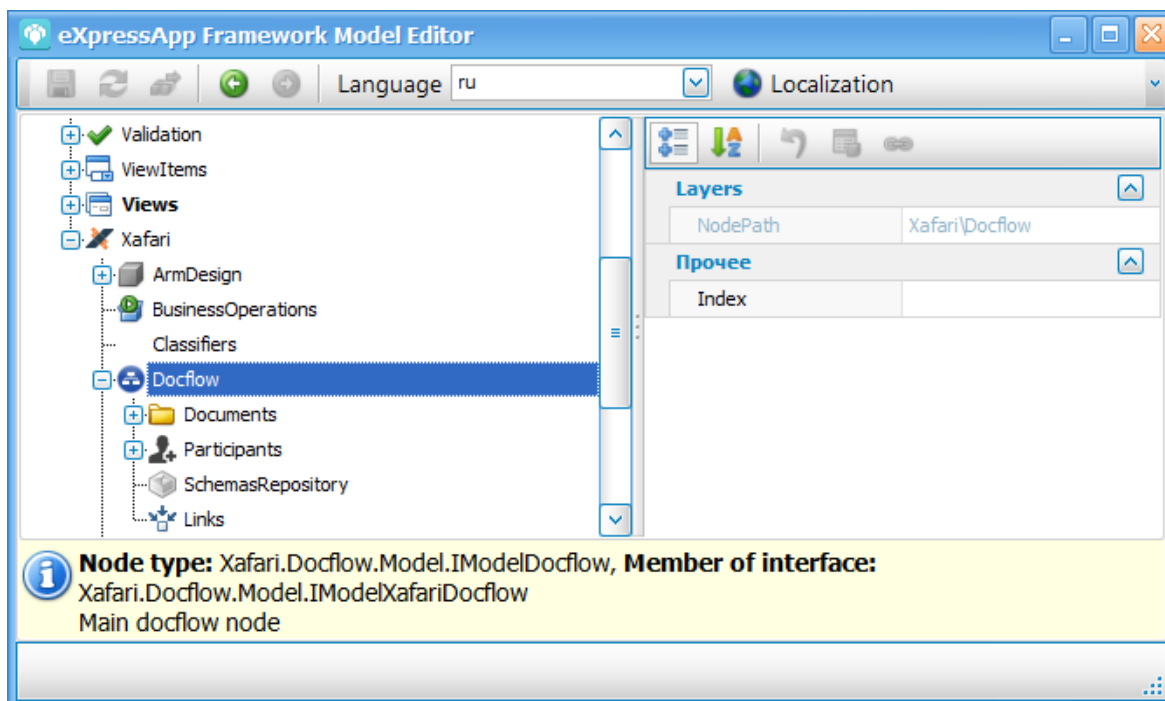 eXpressApp Framework Model Editor
Language ru Localization
Validation
ViewItems
Views
Xafari
ArmDesign
BusinessOperations
Classifiers
Docflow
Documents
Participants
SchemasRepository
Links
A
Z
Layers
NodePath Xafari\Docflow
Прочее
Index
Node type: Xafari.Docflow.Model.IModelDocflow, Member of interface:
Xafari.Docflow.Model.IModelXafariDocflow
Main docflow node